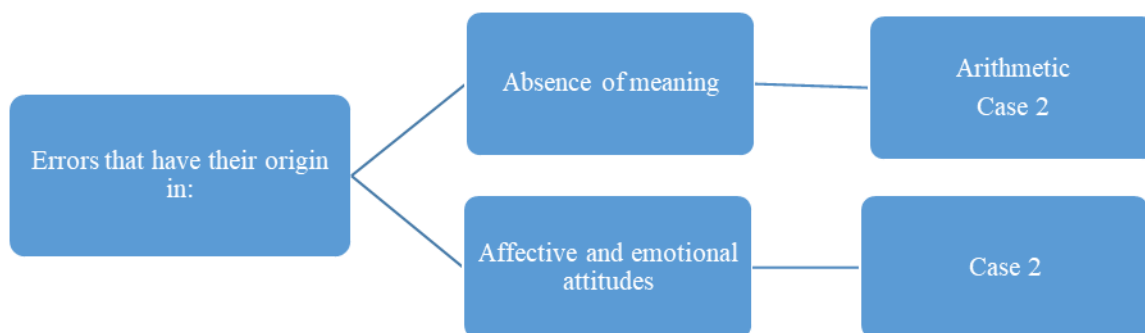 Errors that have their origin
in:
Absence of meaning
Arithmetic
Case 2
Affective and emotional
attitudes
Case 2